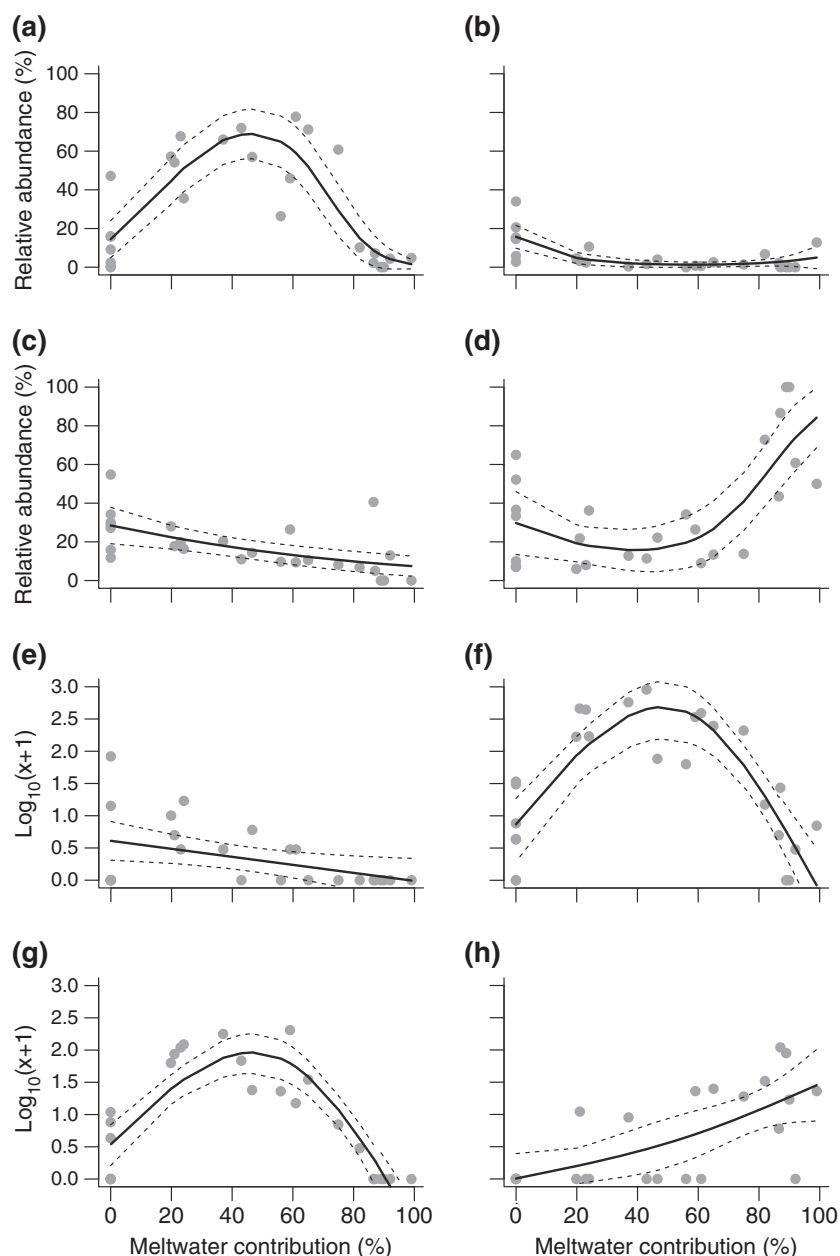 (a)
(b)
Relative abundance (%)
100
80
60
40
20
0
(c)
(d)
Relative abundance (%)
100
80
60
40
20
0
(e)
(f)
Log10(x+1)
3.0
2.5
2.0
1.5
1.0
0.5
0.0
(g)
(h)
Log10(x+1)
3.0
2.5
2.0
1.5
1.0
0.5
0.0
0 20 40 60 80 100
0 20 40 60 80 100
Meltwater contribution (%)
Meltwater contribution (%)